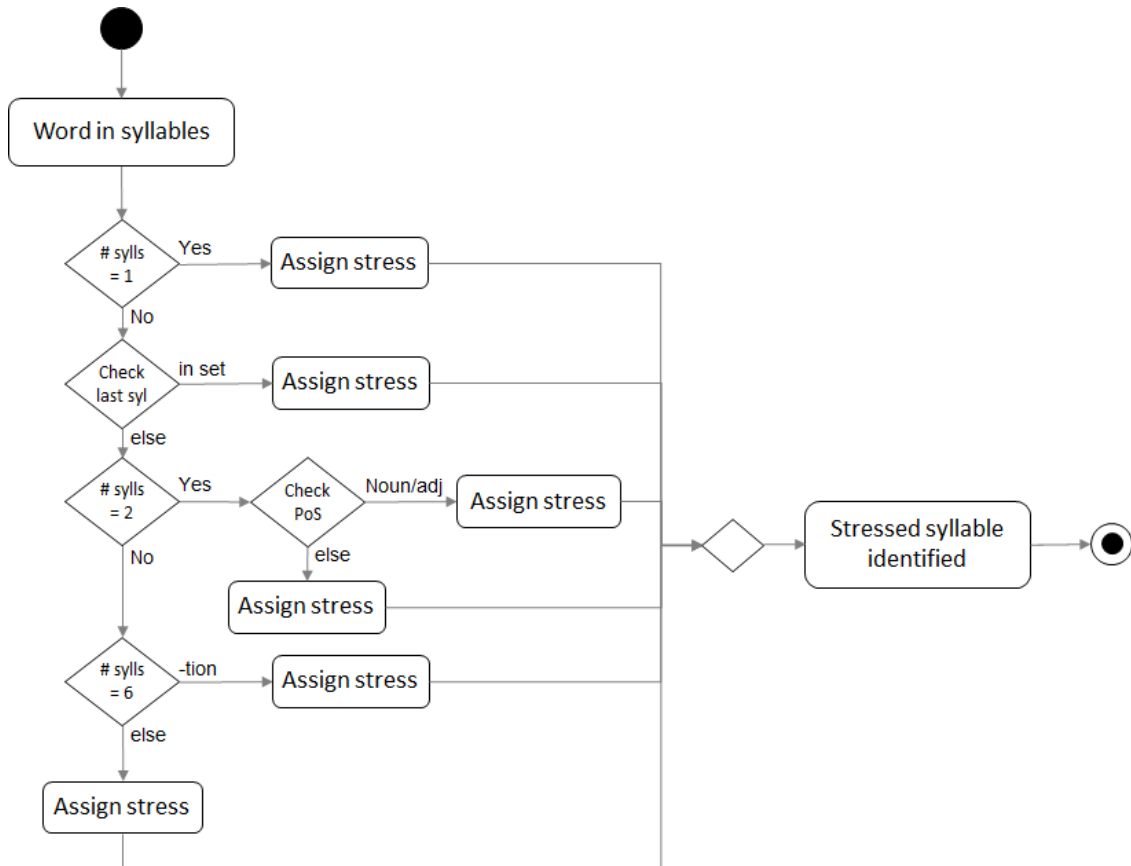 Word in syllables
# sylls
= 1
Yes
Assign stress
No
Check
last syl
in set
Assign stress
else
# sylls
= 2
Yes
Check
PoS
Noun/adj
Assign stress
else
Assign stress
No
# sylls
= 6
-tion
Assign stress
else
Assign stress
Stressed syllable
identified